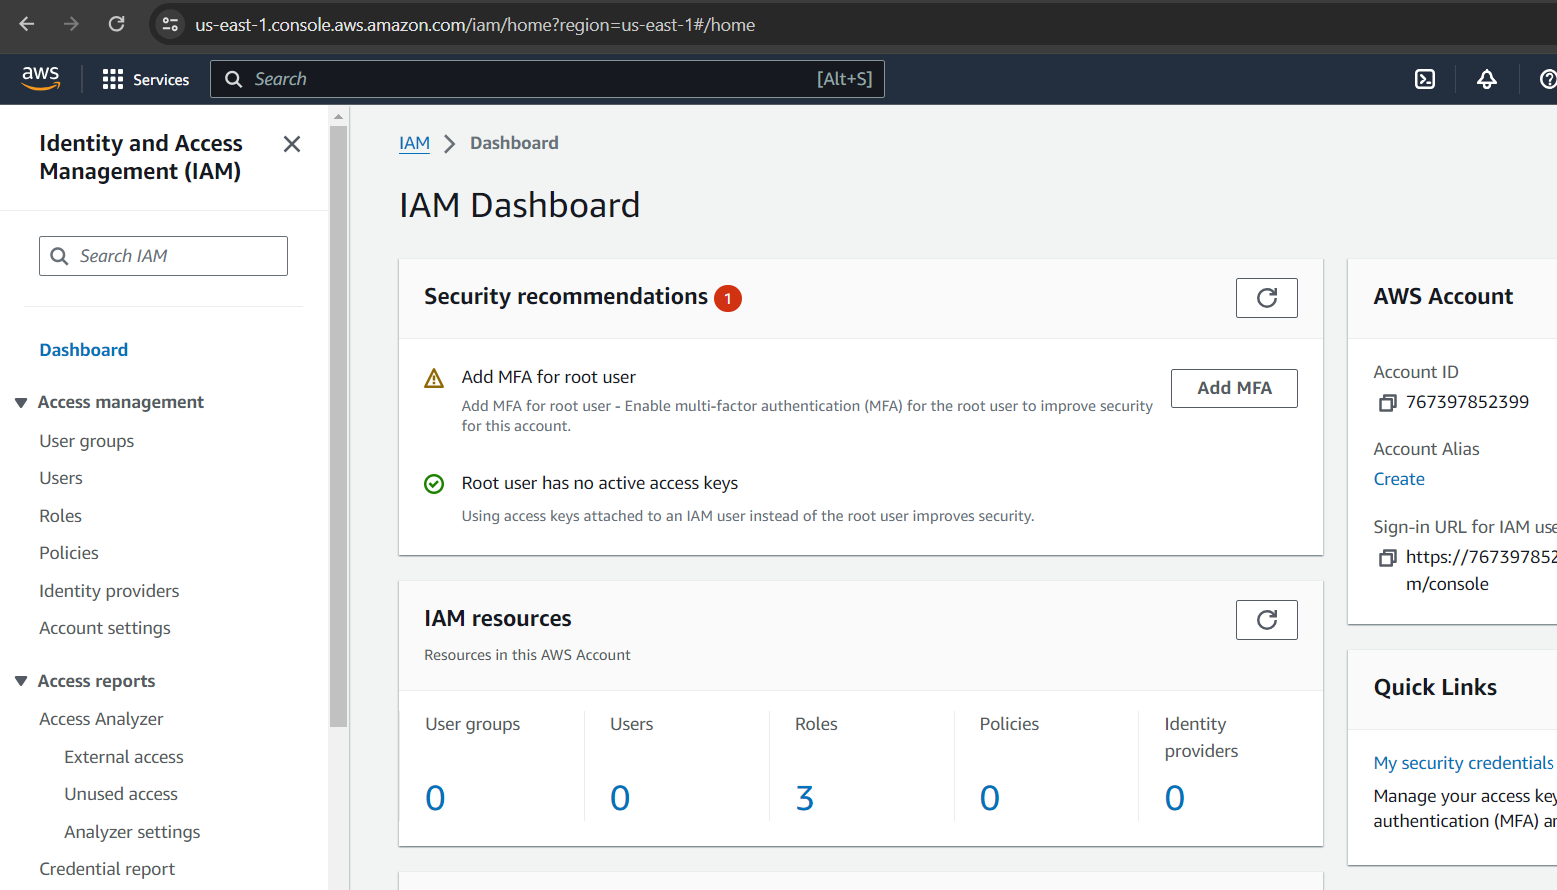 us-east-1.console.aws.amazon.com/iam/home?region=us-east-1#/home
aws
Services
Search
[Alt+S]
Identity and Access
Management (IAM)
Search IAM
Dashboard
Access management
User groups
Users
Roles
Policies
Identity providers
Account settings
Access reports
Access Analyzer
External access
Unused access
Analyzer settings
Credential report
IAM
Dashboard
IAM Dashboard
Security recommendations
1
Add MFA for root user
Add MFA for root user - Enable multi-factor authentication (MFA) for the root user to improve security
for this account.
Add MFA
Root user has no active access keys
Using access keys attached to an IAM user instead of the root user improves security.
IAM resources
Resources in this AWS Account
User groups
0
Users
0
Roles
3
Policies
0
Identity
providers
0
AWS Account
Account ID
767397852399
Account Alias
Create
Sign-in URL for IAM use
https://767397852
m/console
Quick Links
My security credentials
Manage your access key
authentication (MFA) an